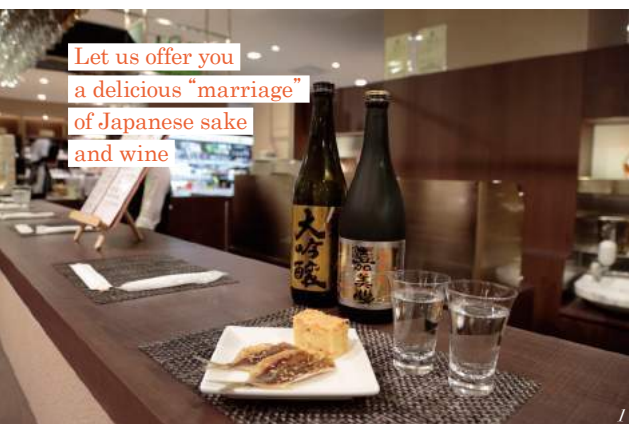 Let us offer you
a delicious “marriage”
of Japanese sake
and wine
大吟醸
1